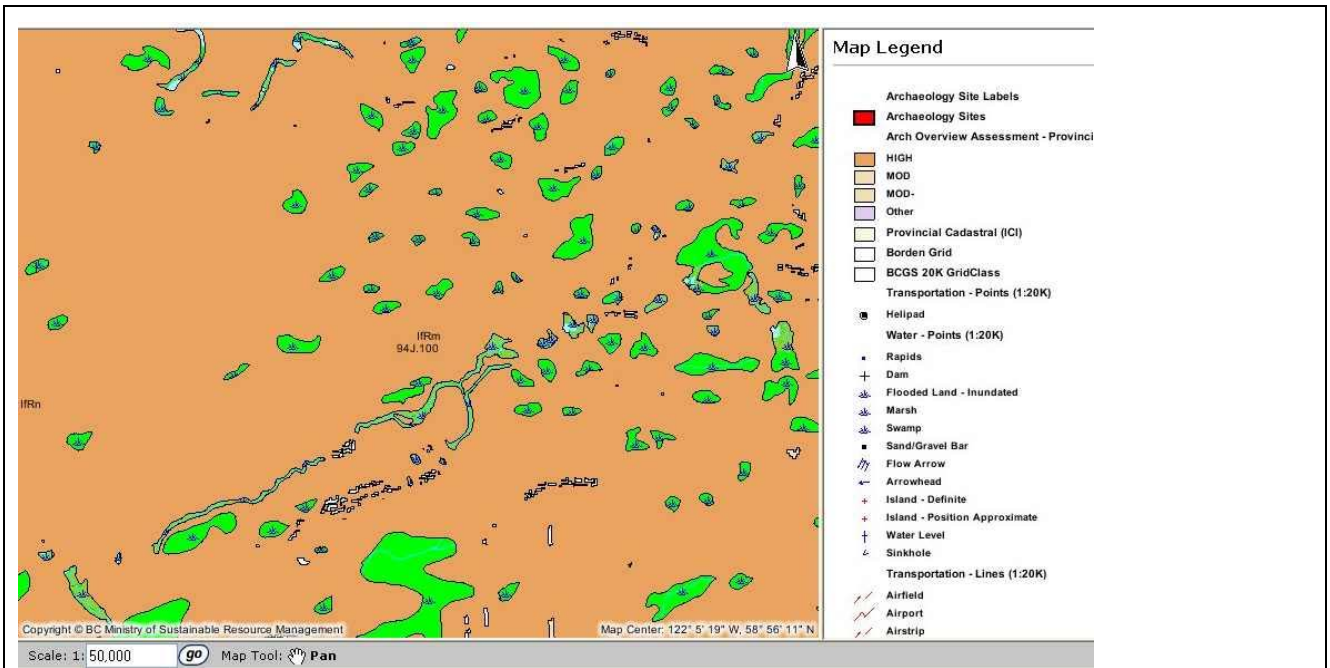 IfRm
94J.100
IfRn
Copyright © BC Ministry of Sustainable Resource Management
Map Center: 122° 5' 19" W, 58° 56' 11" N
Scale: 1: 50,000 go Map Tool: Pan
Map Legend
Archaeology Site Labels
Archaeology Sites
Arch Overview Assessment - Provinci
HIGH
MOD
MOD-
Other
Provincial Cadastral (ICI)
Borden Grid
BCGS 20K GridClass
Transportation - Points (1:20K)
Helipad
Water - Points (1:20K)
Rapids
Dam
Flooded Land - Inundated
Marsh
Swamp
Sand/Gravel Bar
Flow Arrow
Arrowhead
Island - Definite
Island - Position Approximate
Water Level
Sinkhole
Transportation - Lines (1:20K)
Airfield
Airport
Airstrip